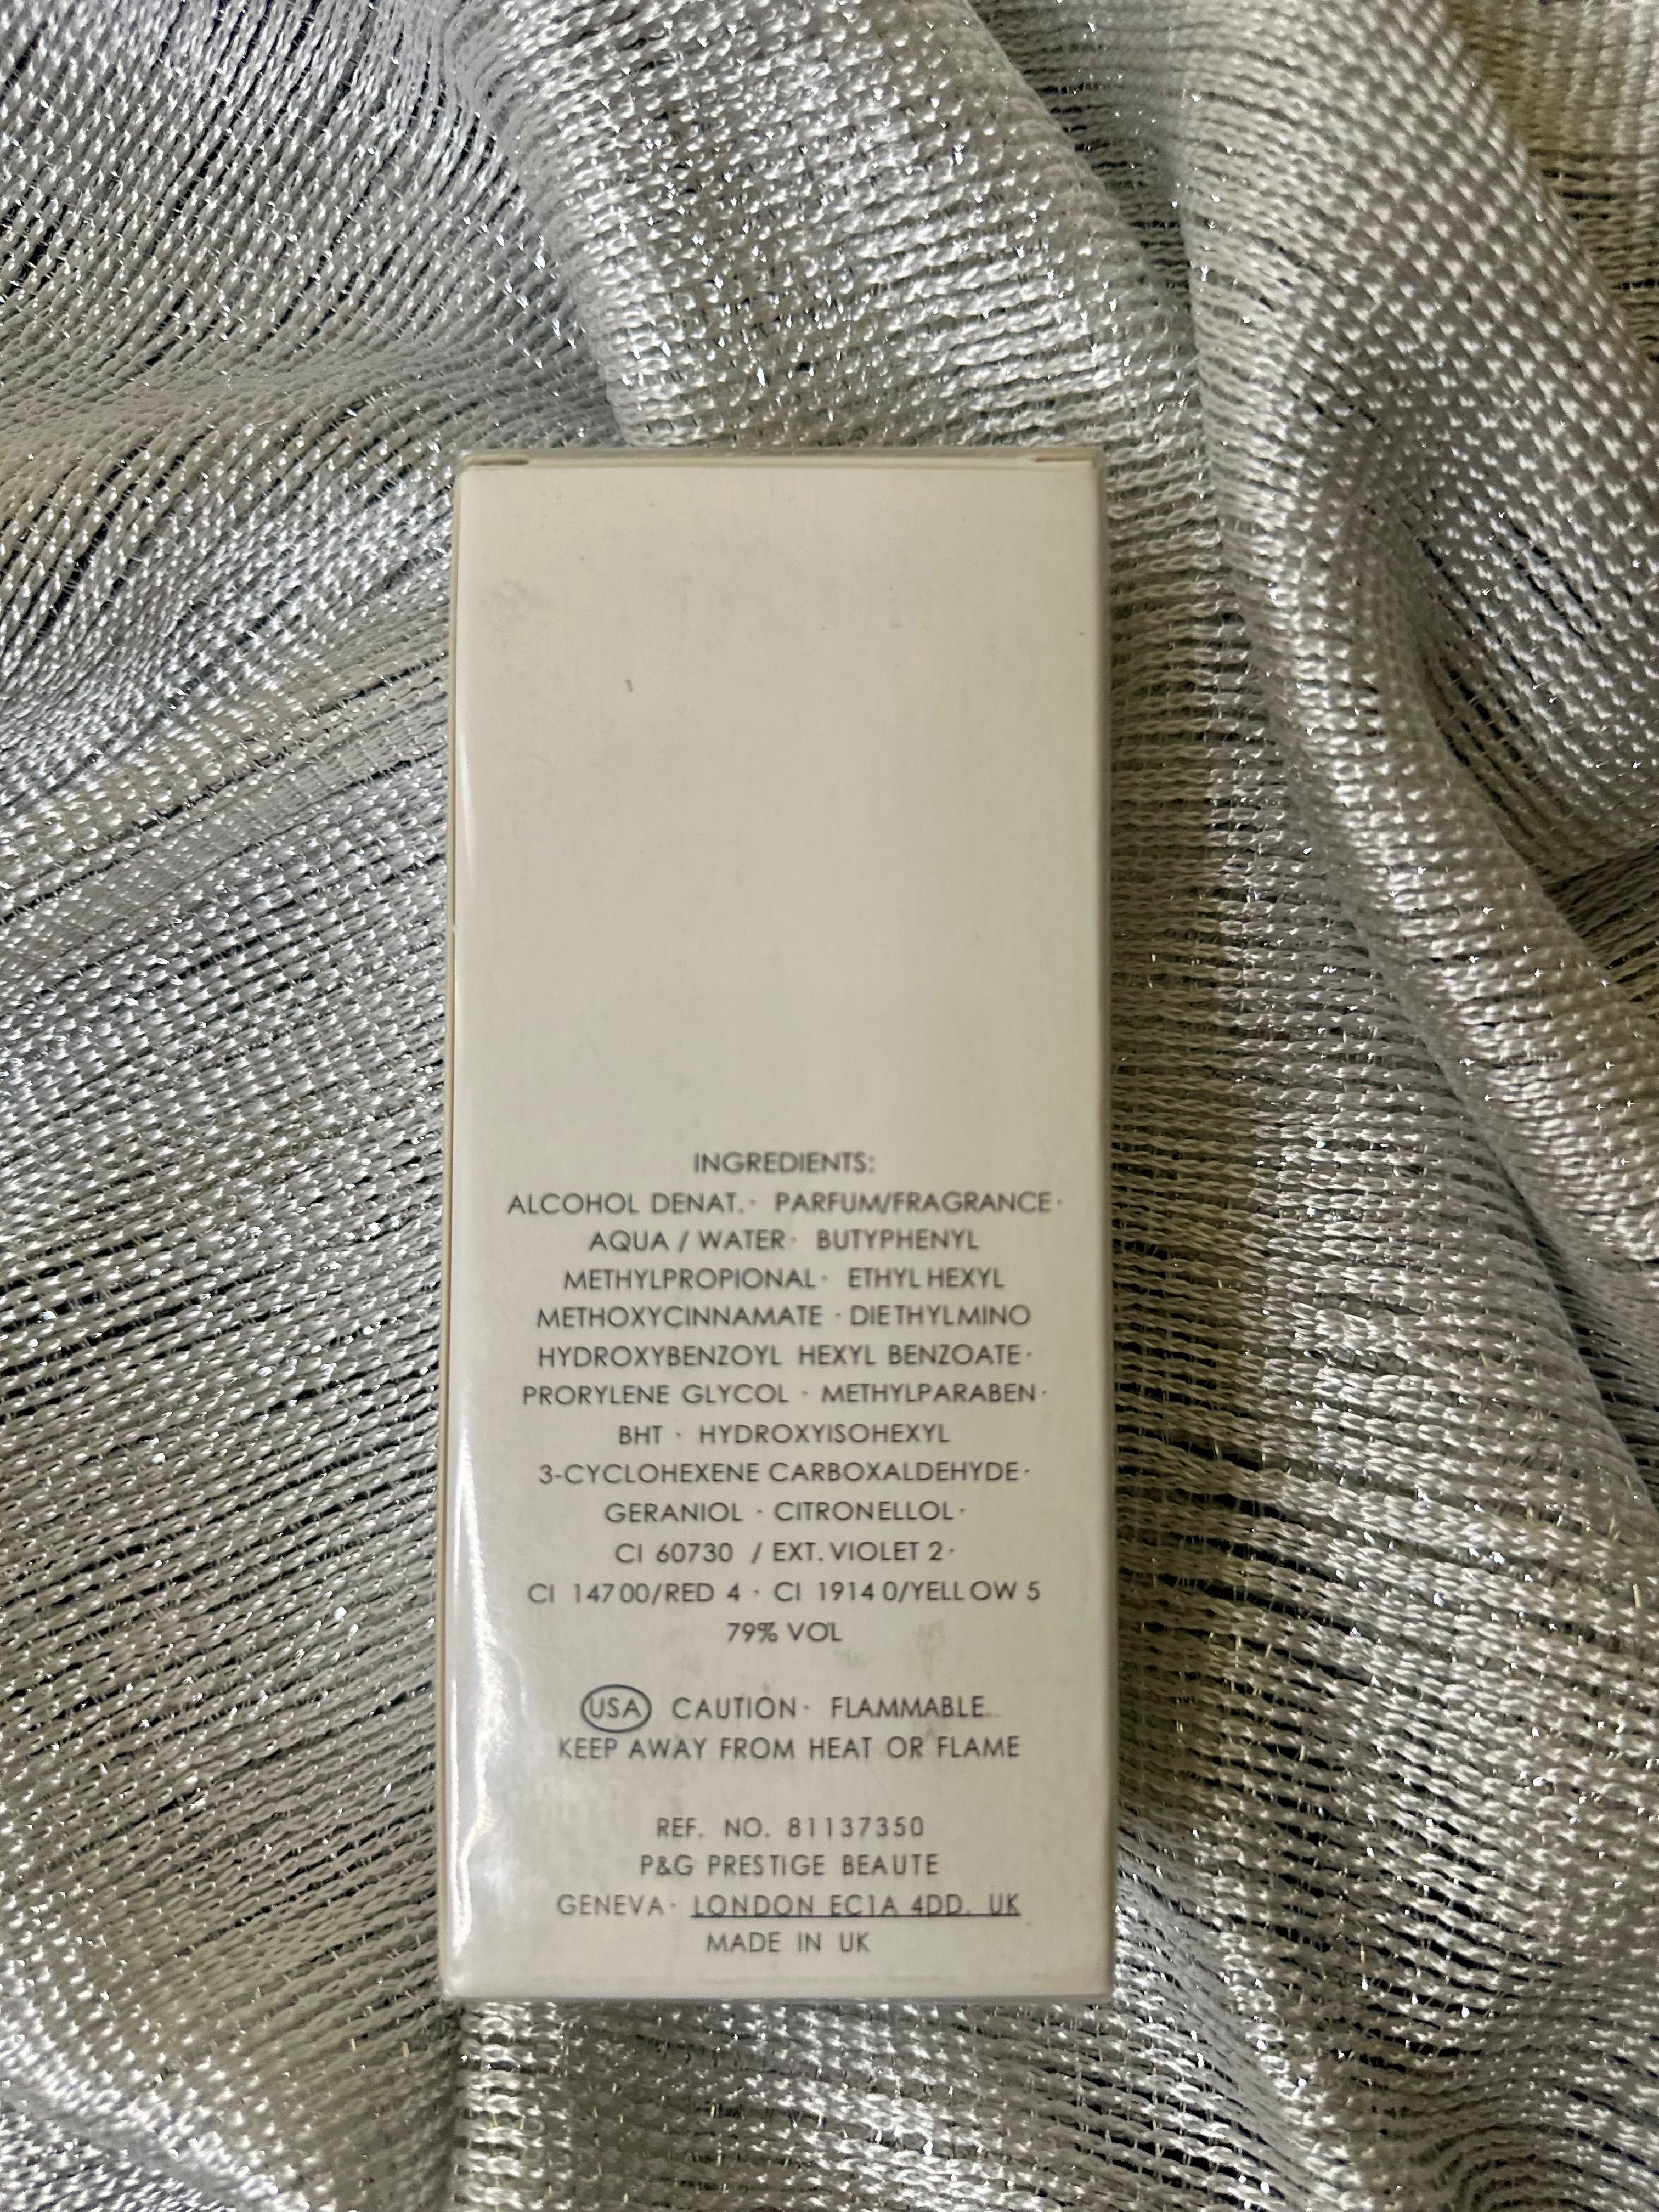 INGREDIENTS:
ALCOHOL DENAT.· PARFUM/FRAGRANCE·
AQUA / WATER· BUTYPHENYL
METHYLPROPIONAL· ETHYL HEXYL
METHOXYCINNAMATE · DIETHYLMINO
HYDROXYBENZOYL HEXYL BENZOATE·
PRORYLENE GLYCOL · METHYLPARABEN·
BHT · HYDROXYISOHEXYL
3-CYCLOHEXENE CARBOXALDEHYDE·
GERANIOL · CITRONELLOL·
CI 60730 / EXT. VIOLET 2·
CI 14700/RED 4 · CI 19140/YELLOW 5
79% VOL
USA CAUTION· FLAMMABLE
KEEP AWAY FROM HEAT OR FLAME
REF. NO. 81137350
P&G PRESTIGE BEAUTE
GENEVA· LONDON EC1A 4DD. UK
MADE IN UK